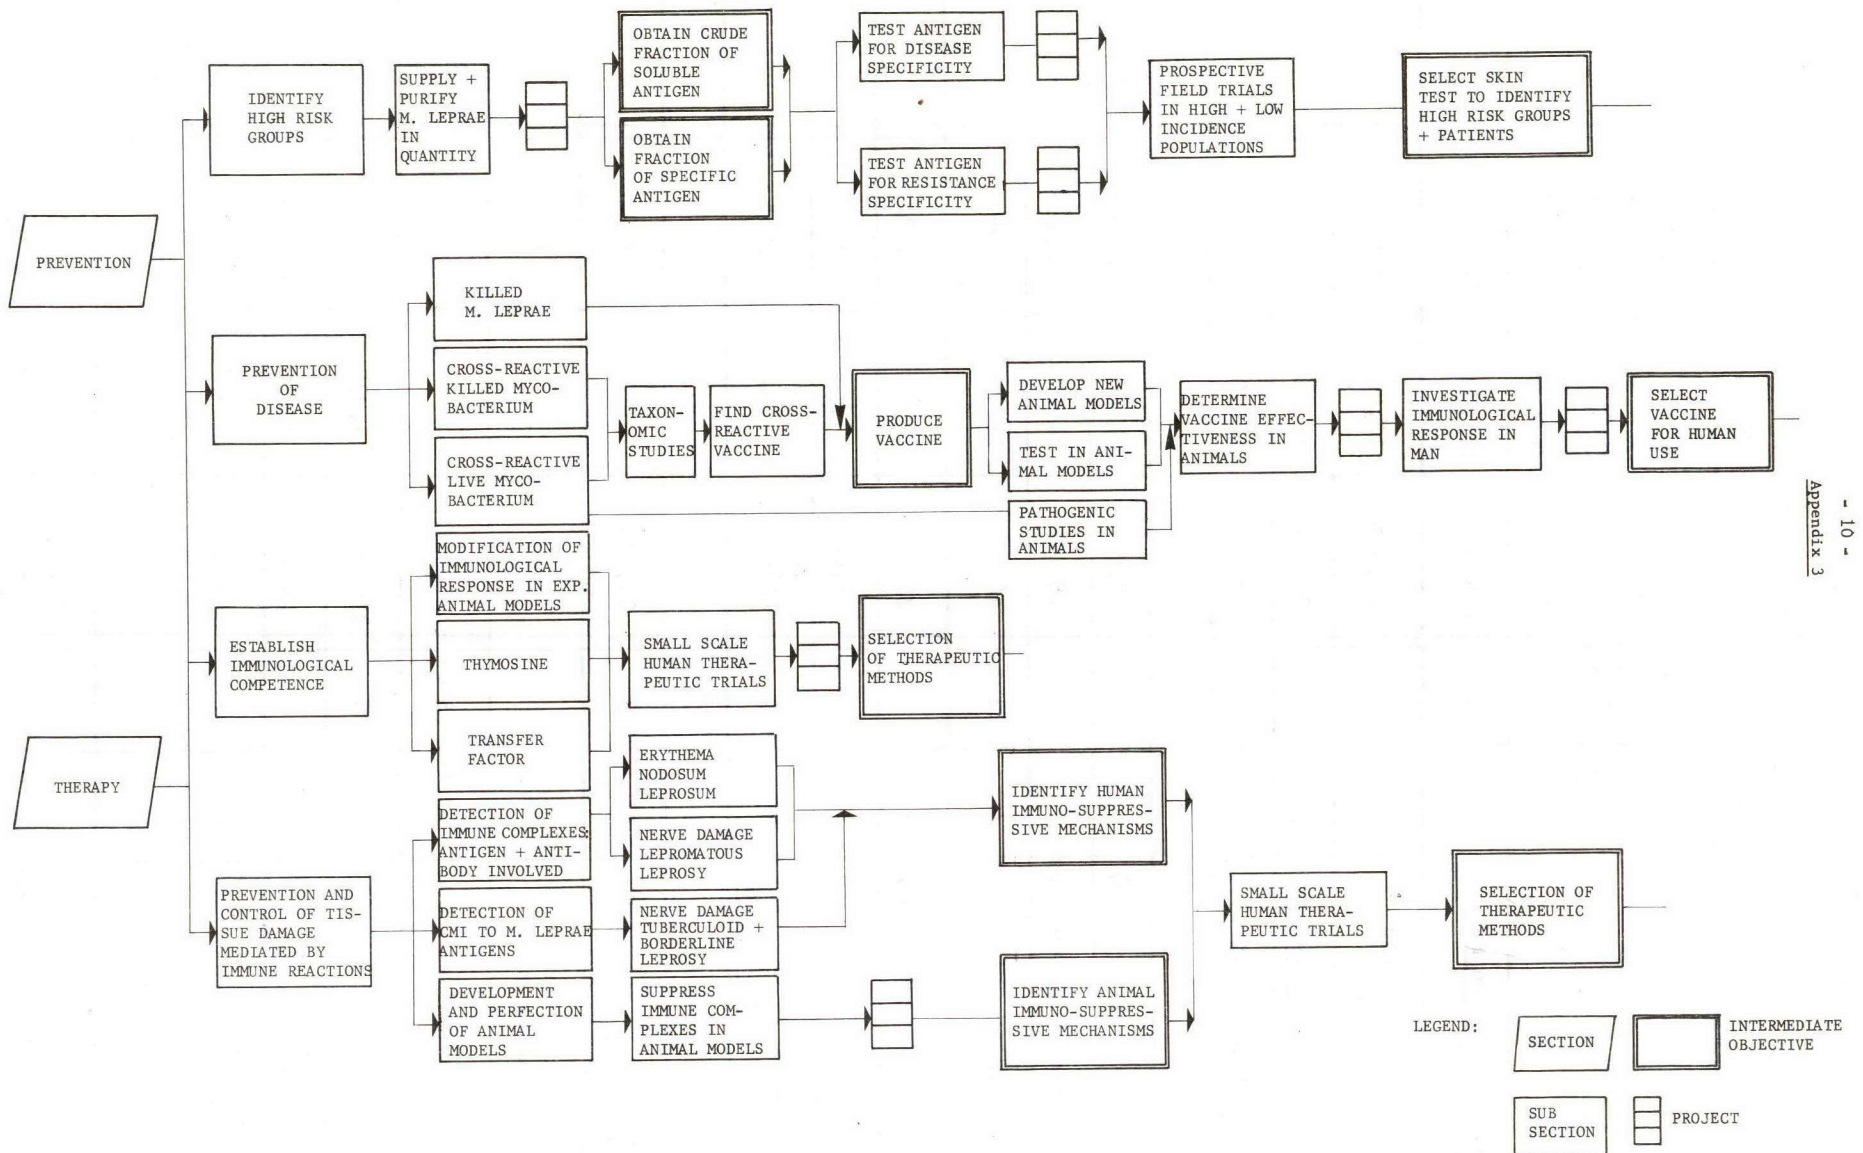 IDENTIFY
HIGH RISK
GROUPS
SUPPLY +
PURIFY
M. LEPRAE
IN
QUANTITY
OBTAIN CRUDE
FRACTION OF
SOLUBLE
ANTIGEN
OBTAIN
FRACTION
OF SPECIFIC
ANTIGEN
TEST ANTIGEN
FOR DISEASE
SPECIFICITY
TEST ANTIGEN
FOR RESISTANCE
SPECIFICITY
PROSPECTIVE
FIELD TRIALS
IN HIGH + LOW
INCIDENCE
POPULATIONS
SELECT SKIN
TEST TO IDENTIFY
HIGH RISK GROUPS
+ PATIENTS
PREVENTION
PREVENTION
OF
DISEASE
KILLED
M. LEPRAE
CROSS-REACTIVE
KILLED MYCO-
BACTERIUM
CROSS-REACTIVE
LIVE MYCO-
BACTERIUM
TAXON-
OMIC
STUDIES
FIND CROSS-
REACTIVE
VACCINE
PRODUCE
VACCINE
DEVELOP NEW
ANIMAL MODELS
TEST IN ANI-
MAL MODELS
PATHOGENIC
STUDIES IN
ANIMALS
DETERMINE
VACCINE EFFEC-
TIVENESS IN
ANIMALS
INVESTIGATE
IMMUNOLOGICAL
RESPONSE IN
MAN
SELECT
VACCINE
FOR HUMAN
USE
- 10 -
Appendix 3
ESTABLISH
IMMUNOLOGICAL
COMPETENCE
MODIFICATION OF
IMMUNOLOGICAL
RESPONSE IN EXP.
ANIMAL MODELS
THYMOSINE
TRANSFER
FACTOR
SMALL SCALE
HUMAN THERA-
PEUTIC TRIALS
SELECTION
OF THERAPEUTIC
METHODS
THERAPY
PREVENTION AND
CONTROL OF TIS-
SUE DAMAGE
MEDIATED BY
IMMUNE REACTIONS
DETECTION OF
IMMUNE COMPLEXES:
ANTIGEN + ANTI-
BODY INVOLVED
DETECTION OF
CMI TO M. LEPRAE
ANTIGENS
DEVELOPMENT
AND PERFECTION
OF ANIMAL
MODELS
ERYTHEMA
NODOSUM
LEPROSUM
NERVE DAMAGE
LEPROMATOUS
LEPROSY
NERVE DAMAGE
TUBERCULOID +
BORDERLINE
LEPROSY
SUPPRESS
IMMUNE COM-
PLEXES IN
ANIMAL MODELS
IDENTIFY HUMAN
IMMUNO-SUPPRES-
SIVE MECHANISMS
IDENTIFY ANIMAL
IMMUNO-SUPPRES-
SIVE MECHANISMS
SMALL SCALE
HUMAN THERA-
PEUTIC TRIALS
SELECTION OF
THERAPEUTIC
METHODS
LEGEND:
SECTION
INTERMEDIATE
OBJECTIVE
SUB
SECTION
PROJECT